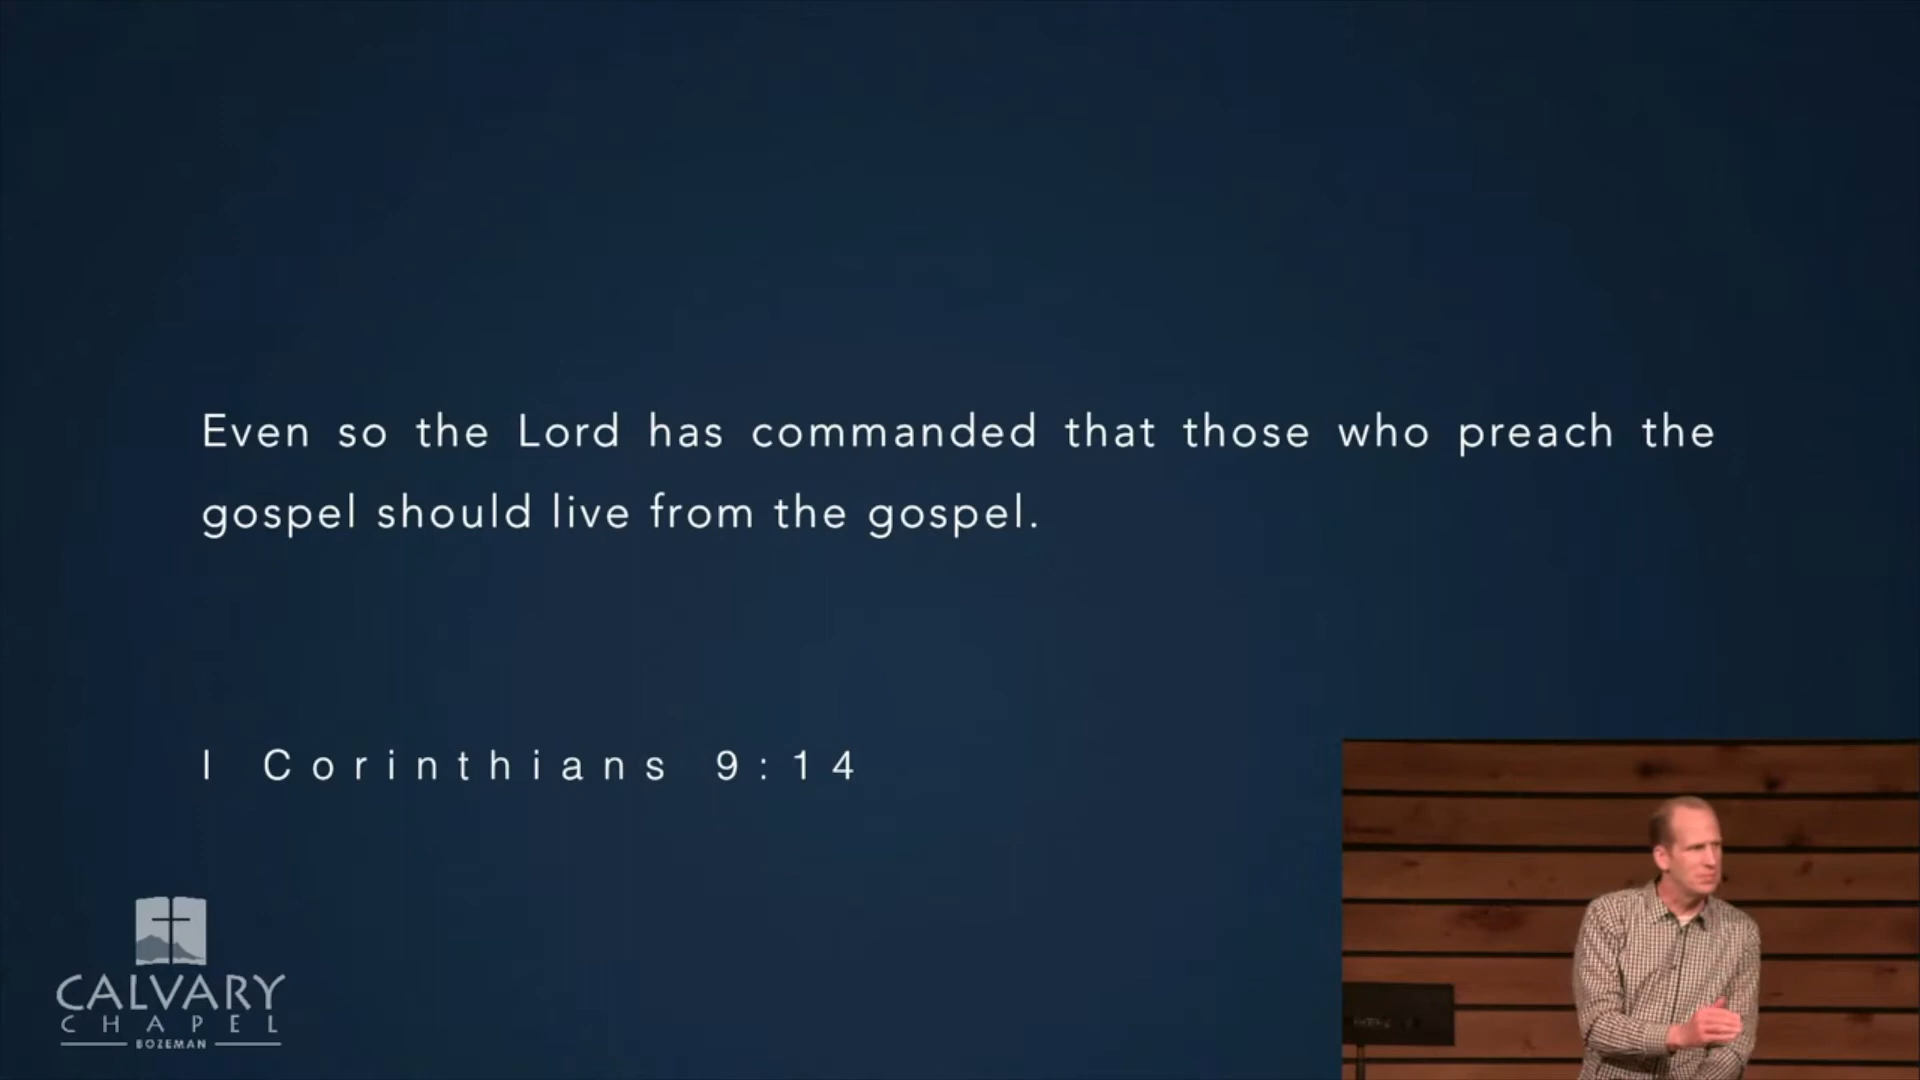 Even so the Lord has commanded that those who preach the
gospel should live from the gospel.
I Corinthians 9:14
CALVARY
CHAPEL
BOZEMAN